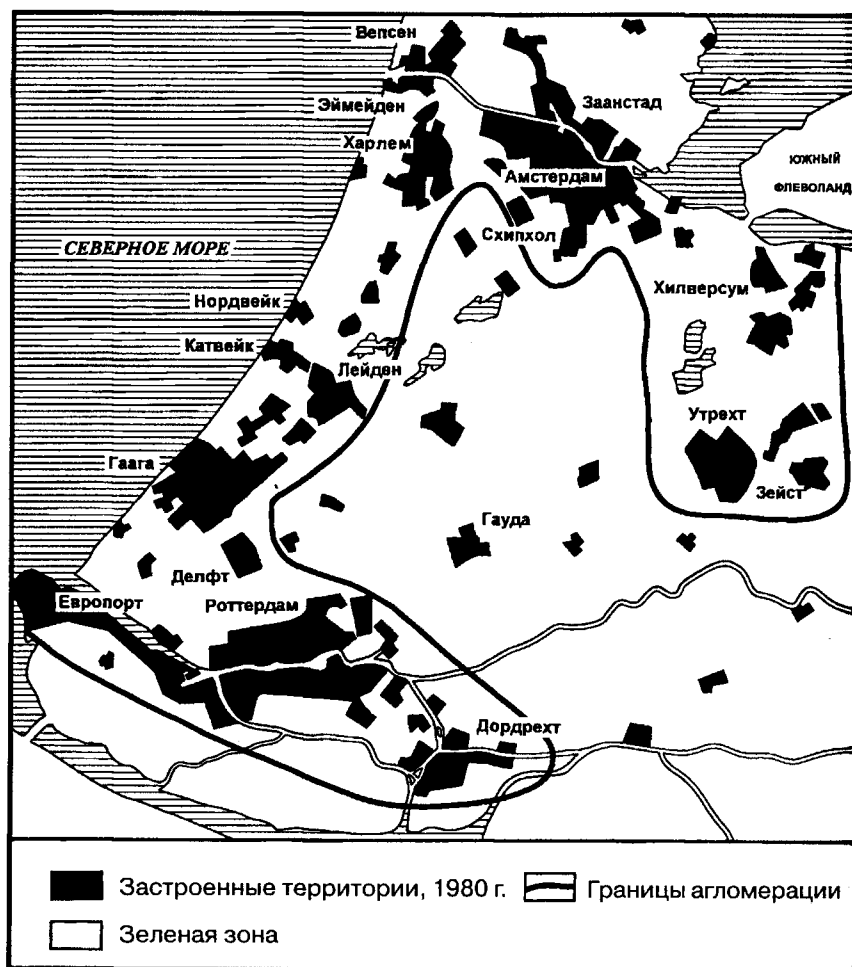 Вепсен
Эймейден
Заанстад
Харлем
ЮЖНЫЙ
ФЛЕВОЛАНД
Амстердам
СЕВЕРНОЕ МОРЕ
Схипхол
Хилверсум
Нордвейк
Катвейк
Лейден
Утрехт
Гаага
Зейст
Гауда
Делфт
Европорт
Роттердам
Дордрехт
Застроенные территории, 1980 г.
Границы агломерации
Зеленая зона